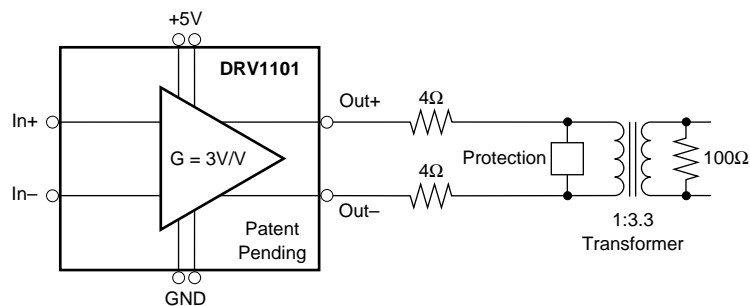 +5V
DRV1101
In+
In–
G = 3V/V
Out+
Out–
4Ω
4Ω
Protection
100Ω
1:3.3
Transformer
Patent
Pending
GND